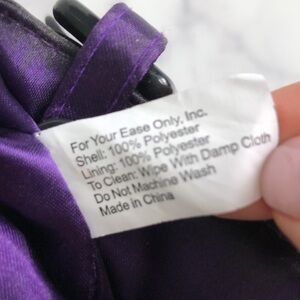 For Your Ease Only, Inc.
Shell: 100% Polyester
Lining: 100% Polyester
To Clean: Wipe With Damp Cloth
Do Not Machine Wash
Made in China